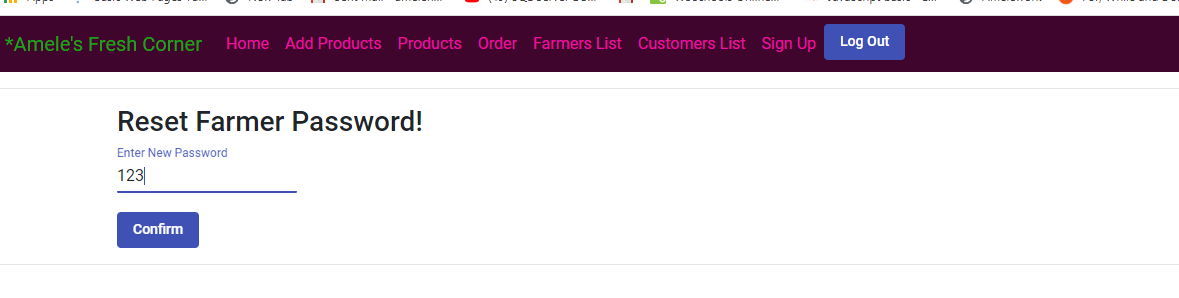 *Amele's Fresh Corner Home Add Products Products Order Farmers List Customers List Sign Up Log Out
Reset Farmer Password!
Enter New Password
123
Confirm